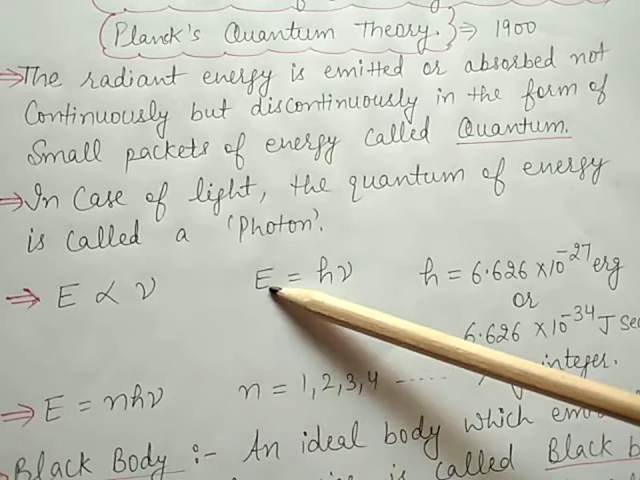 Planck's Quantum Theory. ⇒ 1900
⇒ The radiant energy is emitted or absorbed not
Continuously but discontinuously in the form of
Small packets of energy called Quantum.
⇒ In Case of light, the quantum of energy
is called a 'Photon'.
⇒ E ∝ ν E = hν h = 6.626 × 10⁻²⁷ erg
or
6.626 × 10⁻³⁴ J Sec
integer.
⇒ E = nhν n = 1, 2, 3, 4 ------
Black Body :- An ideal body which
is called Black b